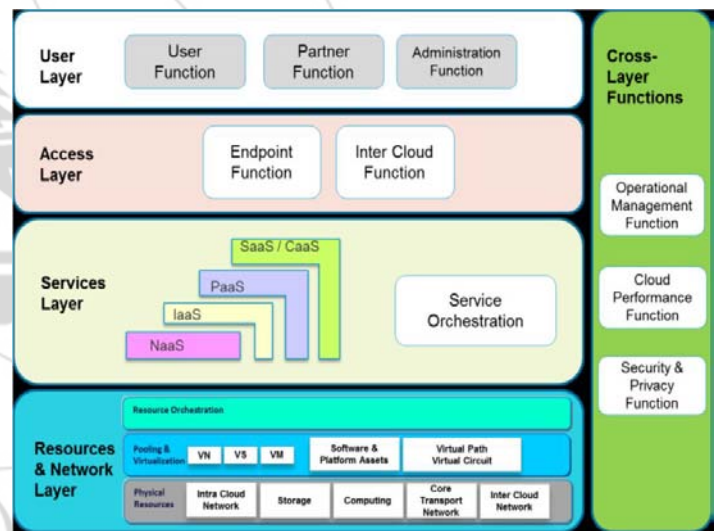 User
Layer
User
Function
Partner
Function
Administration
Function
Access
Layer
Endpoint
Function
Inter Cloud
Function
Services
Layer
SaaS / CaaS
PaaS
IaaS
NaaS
Service
Orchestration
Resources
& Network
Layer
Resource Orchestration
Pooling &
Virtualization
VN
VS
VM
Software &
Platform Assets
Virtual Path
Virtual Circuit
Physical
Resources
Intra Cloud
Network
Storage
Computing
Core
Transport
Network
Inter Cloud
Network
Cross-
Layer
Functions
Operational
Management
Function
Cloud
Performance
Function
Security &
Privacy
Function